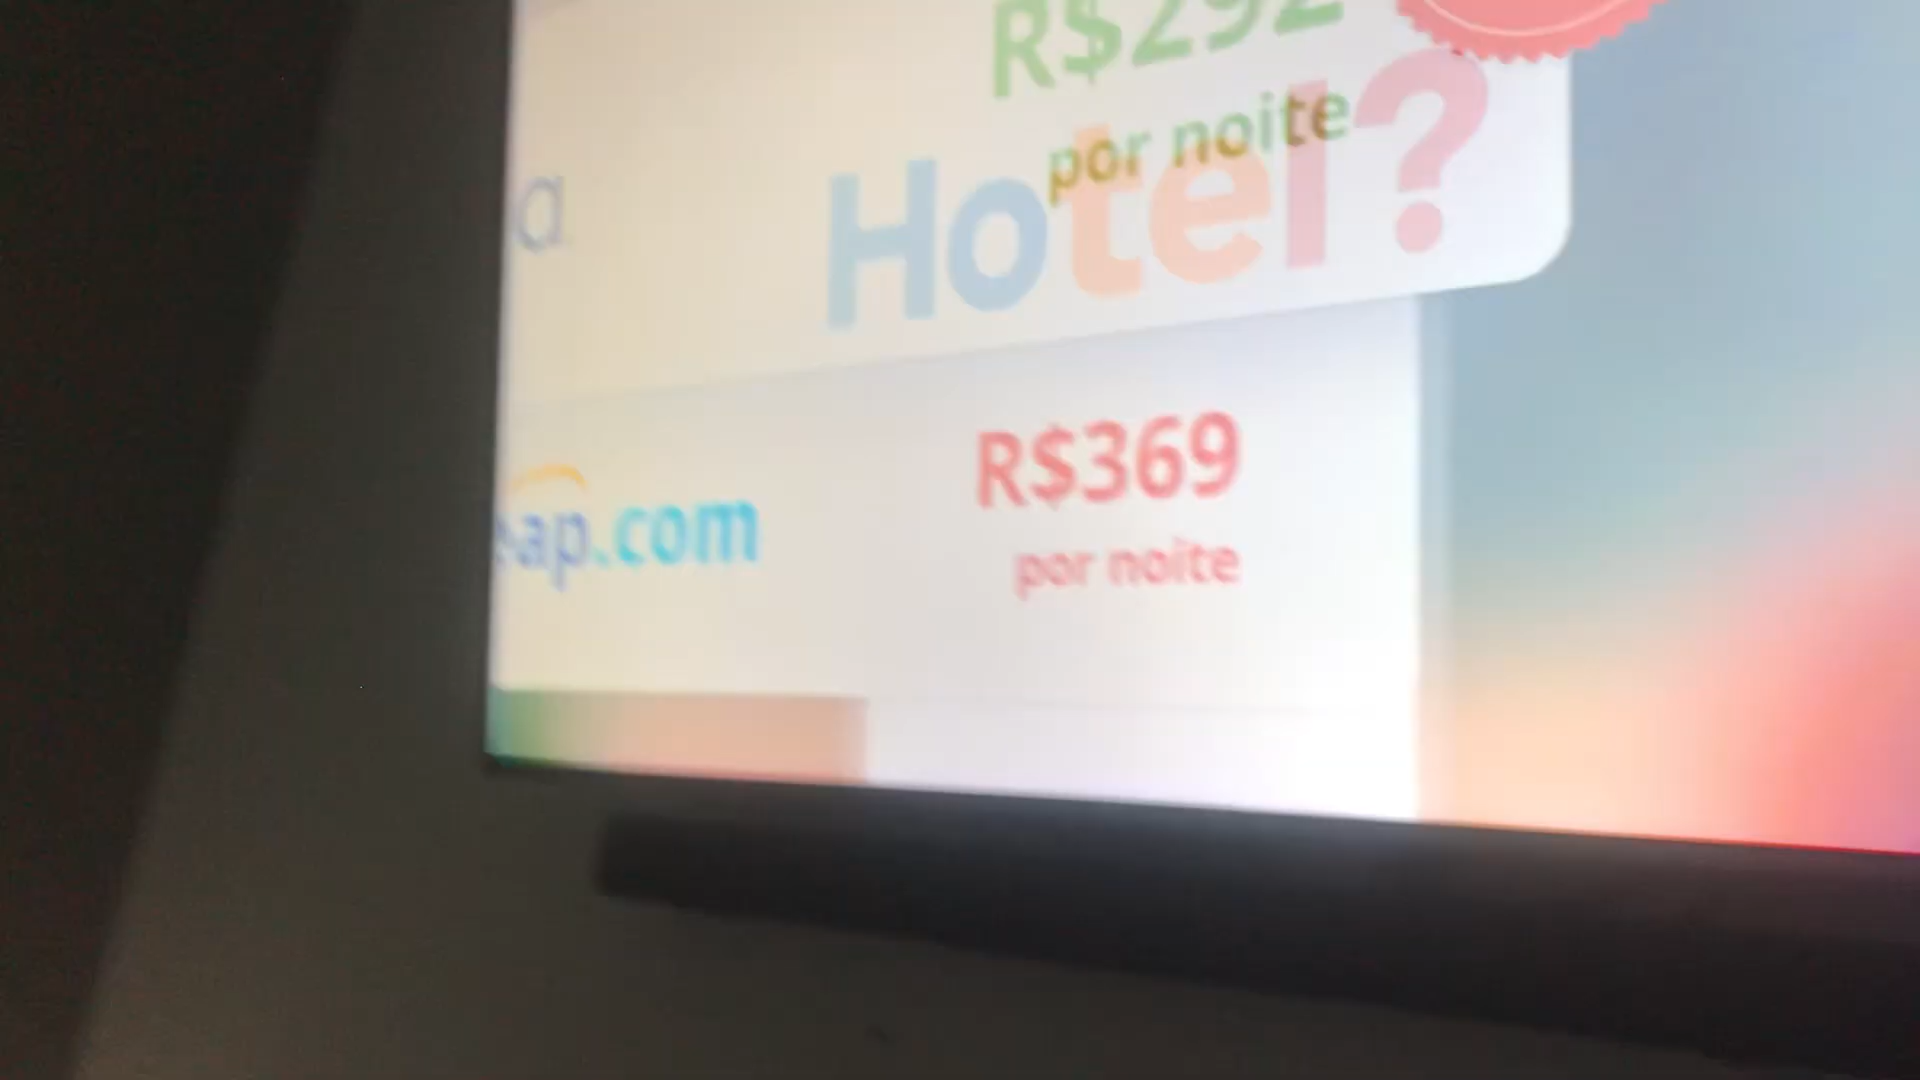 R$292
por noite
Hotel?
R$369
por noite
ap.com